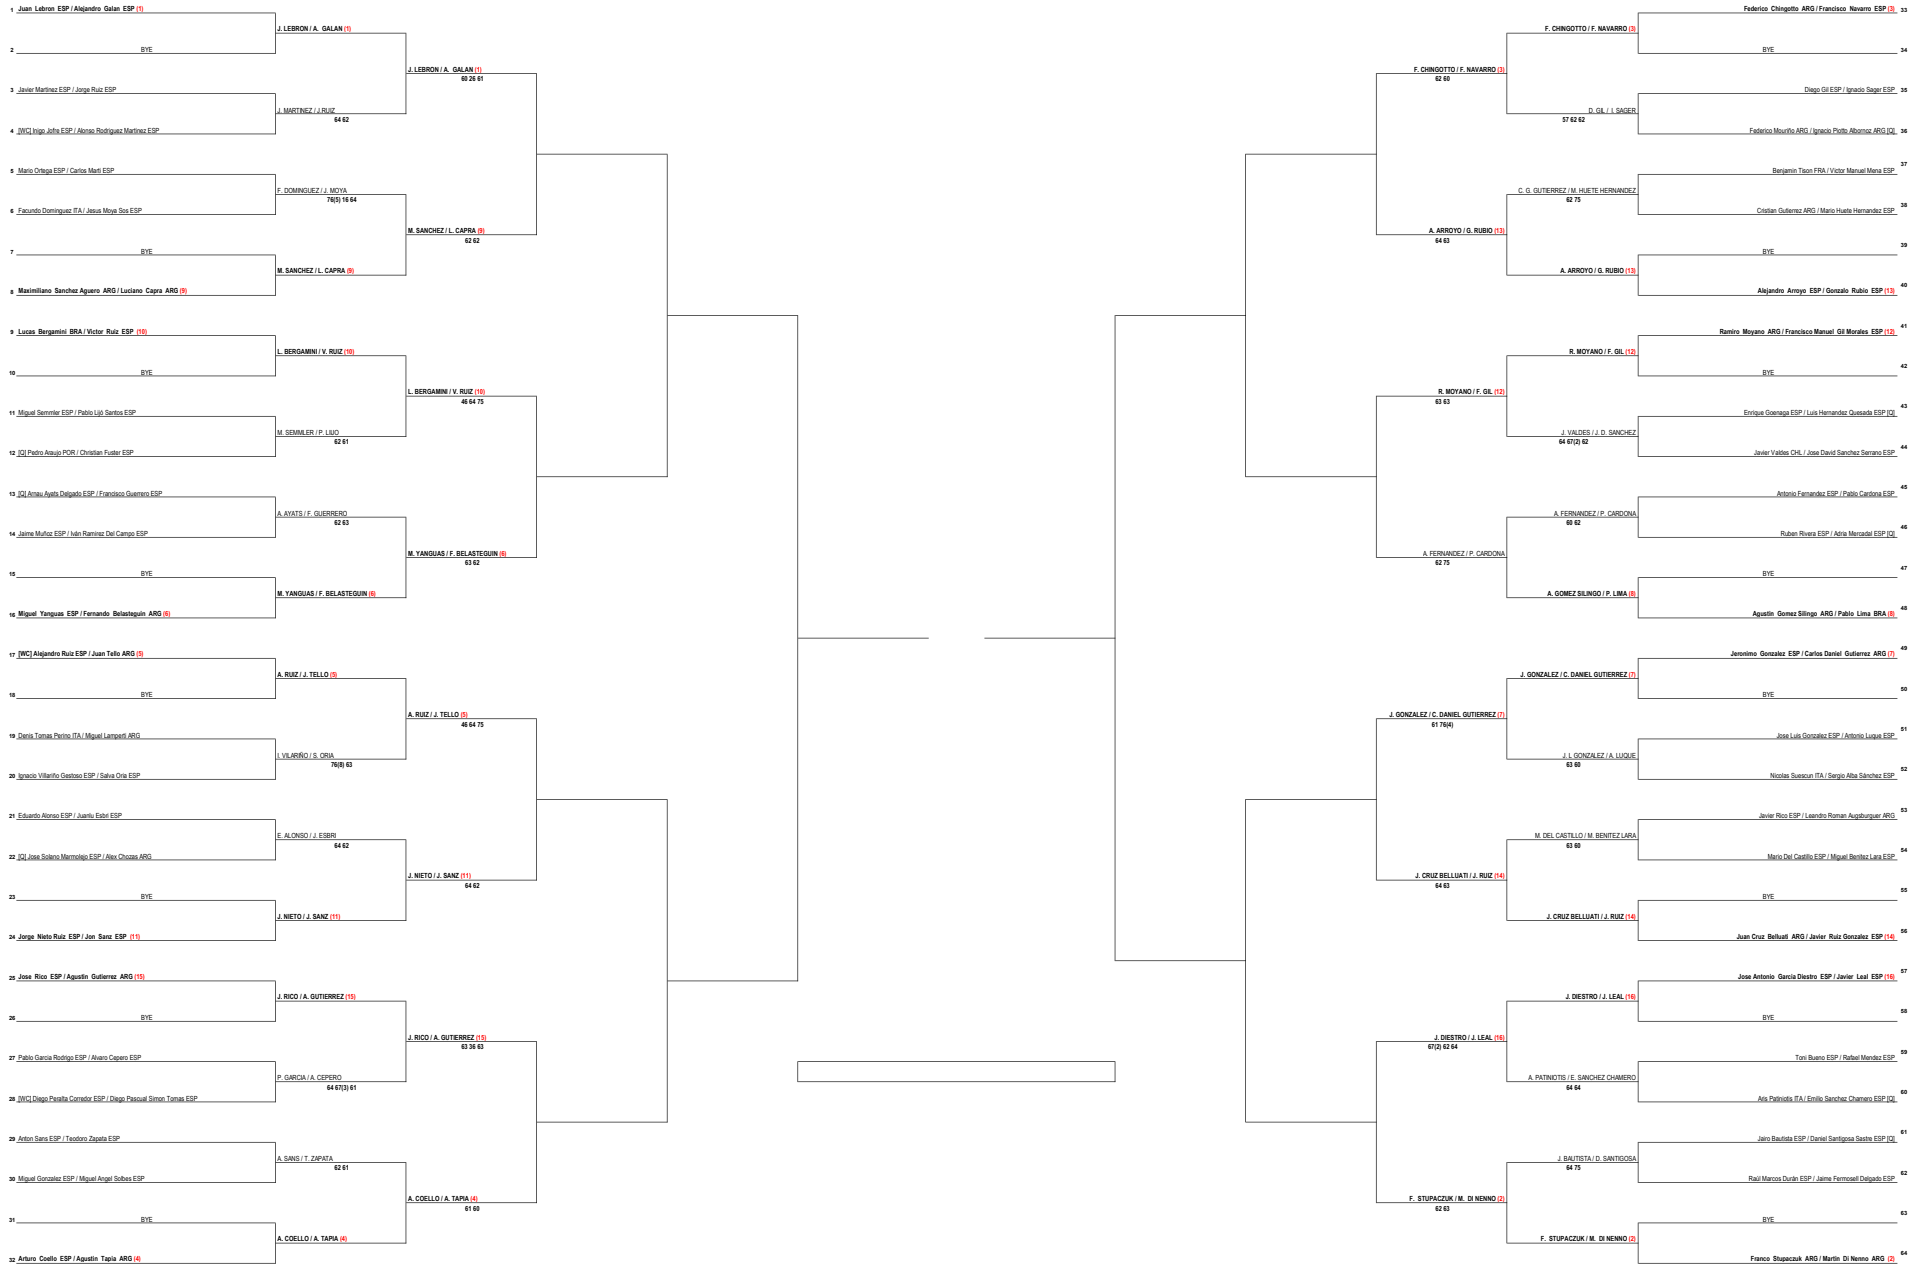 1 Juan Lebron ESP / Alejandro Galan ESP (1)
J. LEBRON / A. GALAN (1)
2 BYE
J. LEBRON / A. GALAN (1)
60 26 61
3 Javier Martinez ESP / Jorge Ruiz ESP
J. MARTINEZ / J.RUIZ
64 62
4 [WC] Inigo Jofre ESP / Alonso Rodriguez Martinez ESP
5 Mario Ortega ESP / Carlos Marti ESP
F. DOMINGUEZ / J. MOYA
76(5) 16 64
6 Facundo Dominguez ITA / Jesus Moya Sos ESP
M. SANCHEZ / L. CAPRA (9)
62 62
7 BYE
M. SANCHEZ / L. CAPRA (9)
8 Maximiliano Sanchez Aguero ARG / Luciano Capra ARG (9)
9 Lucas Bergamini BRA / Victor Ruiz ESP (10)
L. BERGAMINI / V. RUIZ (10)
10 BYE
L. BERGAMINI / V. RUIZ (10)
46 64 75
11 Miguel Semmler ESP / Pablo Lijó Santos ESP
M. SEMMLER / P. LIJO
62 61
12 [Q] Pedro Araujo POR / Christian Fuster ESP
13 [Q] Arnau Ayats Delgado ESP / Francisco Guerrero ESP
A. AYATS / F. GUERRERO
62 63
14 Jaime Muñoz ESP / Iván Ramirez Del Campo ESP
M. YANGUAS / F. BELASTEGUIN (6)
63 62
15 BYE
M. YANGUAS / F. BELASTEGUIN (6)
16 Miguel Yanguas ESP / Fernando Belasteguin ARG (6)
17 [WC] Alejandro Ruiz ESP / Juan Tello ARG (5)
A. RUIZ / J. TELLO (5)
18 BYE
A. RUIZ / J. TELLO (5)
46 64 75
19 Denis Tomas Perino ITA / Miguel Lamperti ARG
I. VILARIÑO / S. ORIA
76(8) 63
20 Ignacio Villariño Gestoso ESP / Salva Oria ESP
21 Eduardo Alonso ESP / Juanlu Esbri ESP
E. ALONSO / J. ESBRI
64 62
22 [Q] Jose Solano Marmolejo ESP / Alex Chozas ARG
J. NIETO / J. SANZ (11)
64 62
23 BYE
J. NIETO / J. SANZ (11)
24 Jorge Nieto Ruiz ESP / Jon Sanz ESP (11)
25 Jose Rico ESP / Agustin Gutierrez ARG (15)
J. RICO / A. GUTIERREZ (15)
26 BYE
J. RICO / A. GUTIERREZ (15)
63 36 63
27 Pablo Garcia Rodrigo ESP / Alvaro Cepero ESP
P. GARCIA / A. CEPERO
64 67(3) 61
28 [WC] Diego Peralta Corredor ESP / Diego Pascual Simon Tomas ESP
29 Anton Sans ESP / Teodoro Zapata ESP
A. SANS / T. ZAPATA
62 61
30 Miguel Gonzalez ESP / Miguel Angel Solbes ESP
A. COELLO / A. TAPIA (4)
61 60
31 BYE
A. COELLO / A. TAPIA (4)
32 Arturo Coello ESP / Agustin Tapia ARG (4)
Federico Chingotto ARG / Francisco Navarro ESP (3) 33
F. CHINGOTTO / F. NAVARRO (3)
BYE 34
F. CHINGOTTO / F. NAVARRO (3)
62 60
Diego Gil ESP / Ignacio Sager ESP 35
D. GIL / I. SAGER
57 62 62
Federico Mouriño ARG / Ignacio Piotto Albornoz ARG [Q] 36
Benjamin Tison FRA / Victor Manuel Mena ESP 37
C. G. GUTIERREZ / M. HUETE HERNANDEZ
62 75
Cristian Gutierrez ARG / Mario Huete Hernandez ESP 38
A. ARROYO / G. RUBIO (13)
64 63
BYE 39
A. ARROYO / G. RUBIO (13)
Alejandro Arroyo ESP / Gonzalo Rubio ESP (13) 40
Ramiro Moyano ARG / Francisco Manuel Gil Morales ESP (12) 41
R. MOYANO / F. GIL (12)
BYE 42
R. MOYANO / F. GIL (12)
63 63
Enrique Goenaga ESP / Luis Hernandez Quesada ESP [Q] 43
J. VALDES / J. D. SANCHEZ
64 67(2) 62
Javier Valdes CHL / Jose David Sanchez Serrano ESP 44
Antonio Fernandez ESP / Pablo Cardona ESP 45
A. FERNANDEZ / P. CARDONA
60 62
Ruben Rivera ESP / Adria Mercadal ESP [Q] 46
A. FERNANDEZ / P. CARDONA
62 75
BYE 47
A. GOMEZ SILINGO / P. LIMA (8)
Agustin Gomez Silingo ARG / Pablo Lima BRA (8) 48
Jeronimo Gonzalez ESP / Carlos Daniel Gutierrez ARG (7) 49
J. GONZALEZ / C. DANIEL GUTIERREZ (7)
BYE 50
J. GONZALEZ / C. DANIEL GUTIERREZ (7)
61 76(4)
Jose Luis Gonzalez ESP / Antonio Luque ESP 51
J. L GONZALEZ / A. LUQUE
63 60
Nicolas Suescun ITA / Sergio Alba Sánchez ESP 52
Javier Rico ESP / Leandro Roman Augsburguer ARG 53
M. DEL CASTILLO / M. BENITEZ LARA
63 60
Mario Del Castillo ESP / Miguel Benitez Lara ESP 54
J. CRUZ BELLUATI / J. RUIZ (14)
64 63
BYE 55
J. CRUZ BELLUATI / J. RUIZ (14)
Juan Cruz Belluati ARG / Javier Ruiz Gonzalez ESP (14) 56
Jose Antonio Garcia Diestro ESP / Javier Leal ESP (16) 57
J. DIESTRO / J. LEAL (16)
BYE 58
J. DIESTRO / J. LEAL (16)
67(2) 62 64
Toni Bueno ESP / Rafael Mendez ESP 59
A. PATINIOTIS / E. SANCHEZ CHAMERO
64 64
Aris Patiniotis ITA / Emilio Sanchez Chamero ESP [Q] 60
Jairo Bautista ESP / Daniel Santigosa Sastre ESP [Q] 61
J. BAUTISTA / D. SANTIGOSA
64 75
Raúl Marcos Durán ESP / Jaime Fermosell Delgado ESP 62
F. STUPACZUK / M. DI NENNO (2)
62 63
BYE 63
F. STUPACZUK / M. DI NENNO (2)
Franco Stupaczuk ARG / Martin Di Nenno ARG (2) 64